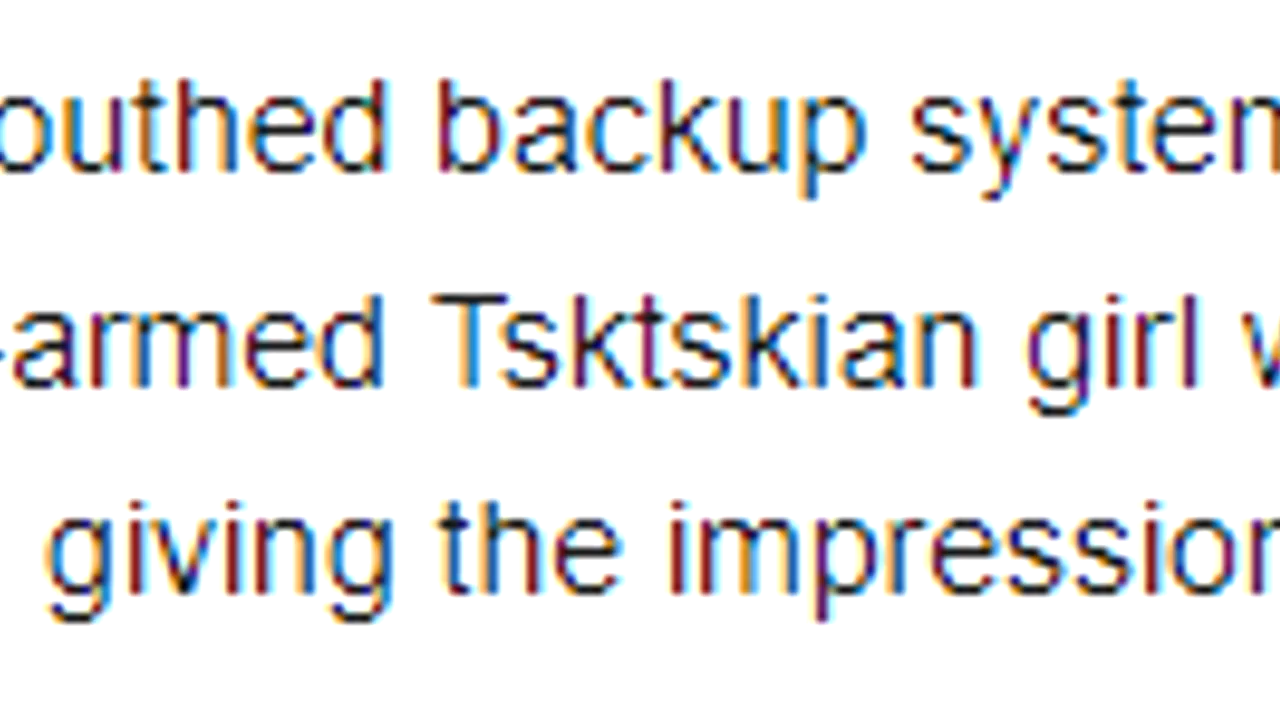 outhed backup system
-armed Tsktskian girl w
giving the impression